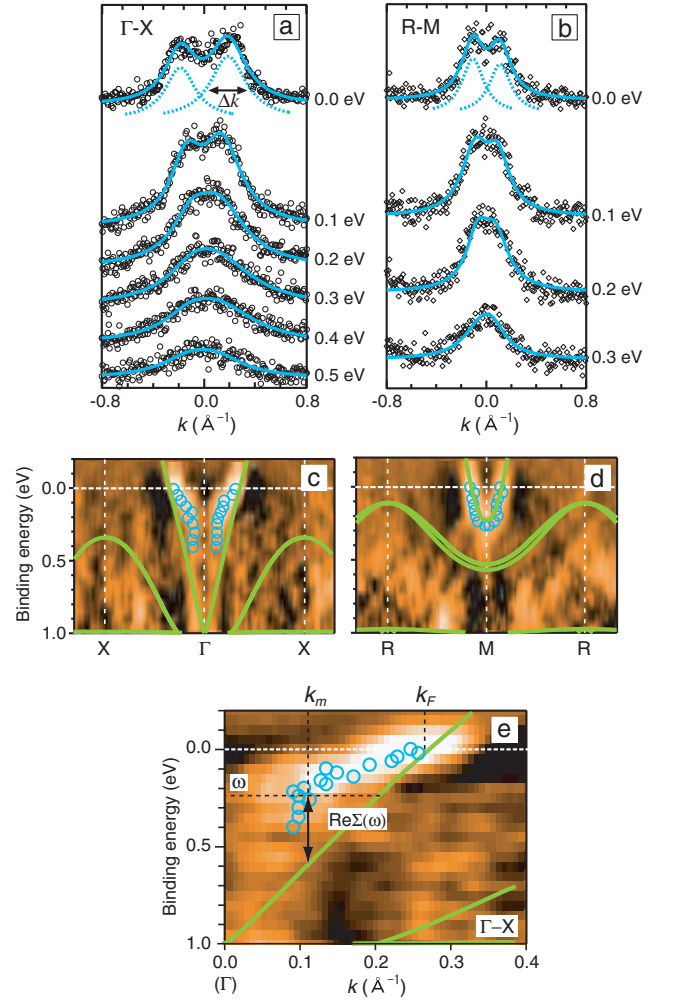 Γ-X
a
0.0 eV
Δk
0.1 eV
0.2 eV
0.3 eV
0.4 eV
0.5 eV
-0.8
0.0
0.8
k (Å⁻¹)
R-M
b
0.0 eV
0.1 eV
0.2 eV
0.3 eV
-0.8
0.0
0.8
k (Å⁻¹)
Binding energy (eV)
0.0
0.5
1.0
c
X
Γ
X
d
R
M
R
k_m
k_F
e
Binding energy (eV)
0.0
0.5
1.0
ω
ReΣ(ω)
Γ–X
0.0
0.1
0.2
0.3
0.4
(Γ)
k (Å⁻¹)